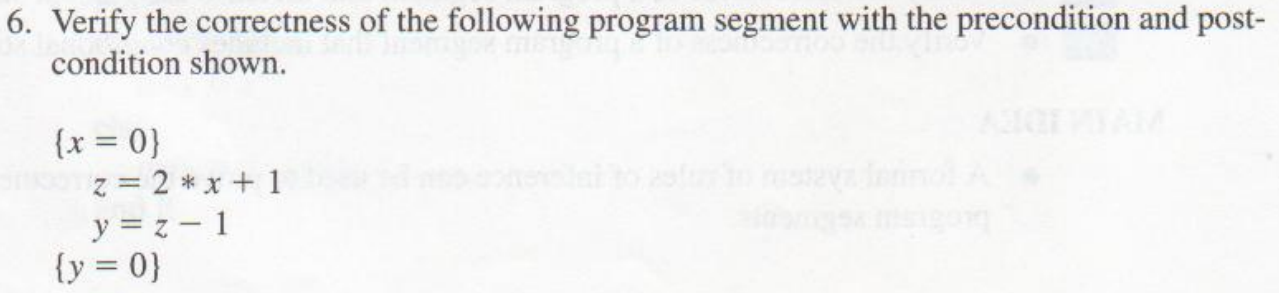 6. Verify the correctness of the following program segment with the precondition and post-
condition shown.
{x = 0}
z = 2 * x + 1
y = z − 1
{y = 0}